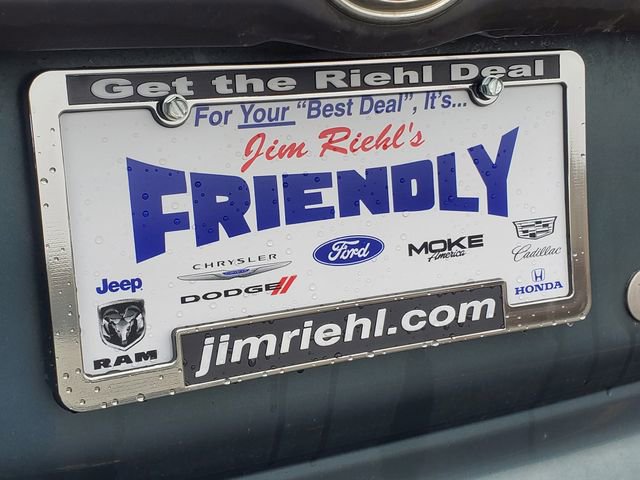 Get the Riehl Deal
For Your "Best Deal", It's...
Jim Riehl's
FRIENDLY
Jeep
RAM
CHRYSLER
DODGE
Ford
MOKE
America
Cadillac
HONDA
jimriehl.com